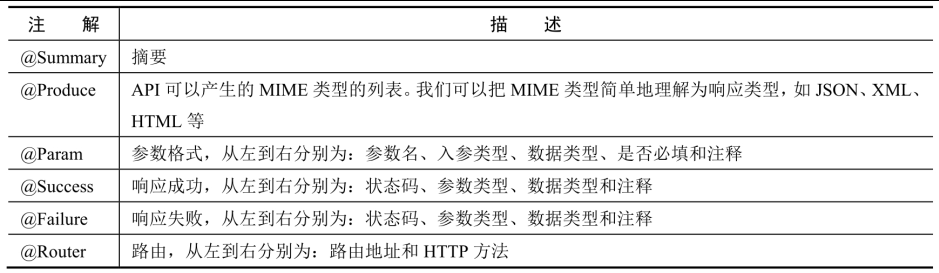 注 解 描 述
@Summary 摘要
@Produce API 可以产生的 MIME 类型的列表。我们可以把 MIME 类型简单地理解为响应类型，如 JSON、XML、
HTML 等
@Param 参数格式，从左到右分别为：参数名、入参类型、数据类型、是否必填和注释
@Success 响应成功，从左到右分别为：状态码、参数类型、数据类型和注释
@Failure 响应失败，从左到右分别为：状态码、参数类型、数据类型和注释
@Router 路由，从左到右分别为：路由地址和 HTTP 方法